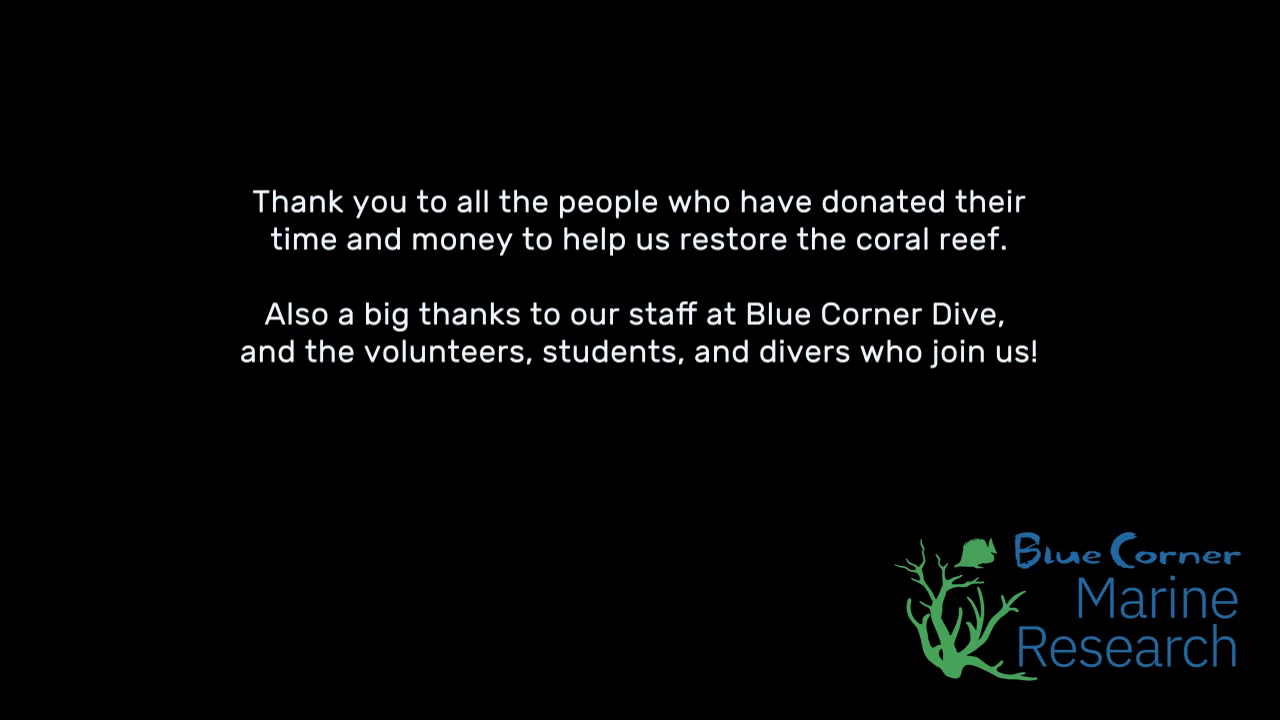 Thank you to all the people who have donated their
time and money to help us restore the coral reef.
Also a big thanks to our staff at Blue Corner Dive,
and the volunteers, students, and divers who join us!
Blue Corner
Marine
Research